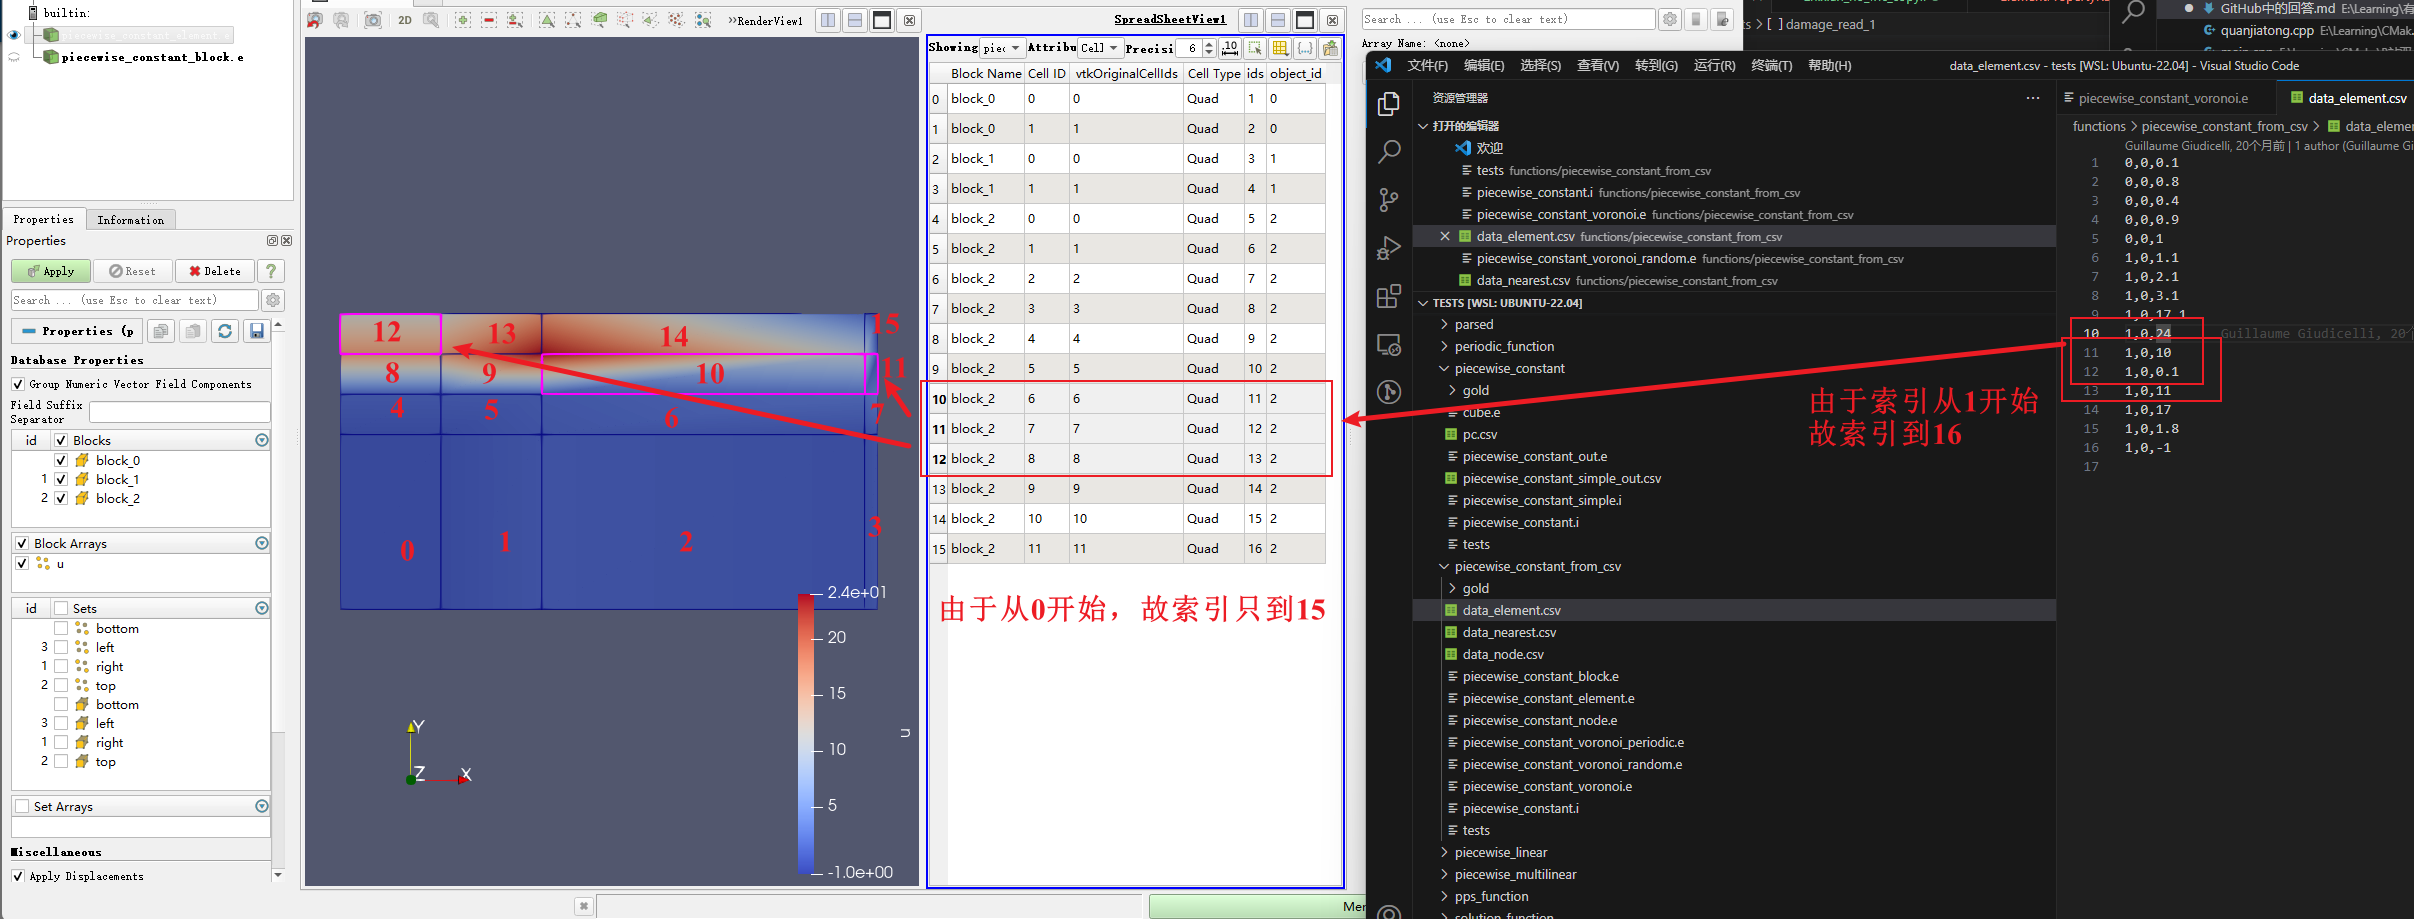 builtin:
piecewise_constant_element.e
piecewise_constant_block.e
Properties Information
Properties
Apply Reset Delete ?
Search ... (use Esc to clear text)
Properties (p
Database Properties
Group Numeric Vector Field Components
Field Suffix
Separator
id Blocks
block_0
1 block_1
2 block_2
Block Arrays
u
id Sets
bottom
3 left
1 right
2 top
bottom
3 left
1 right
2 top
Set Arrays
Miscellaneous
Apply Displacements
2D
»RenderView1
12 13 14 15
8 9 10 11
4 5 6 7
0 1 2 3
2.4e+01
20
15
10
5
-1.0e+00
u
Y
Z X
SpreadSheetView1
Showing piec Attribu Cell Precisi 6
Block Name Cell ID vtkOriginalCellIds Cell Type ids object_id
0 block_0 0 0 Quad 1 0
1 block_0 1 1 Quad 2 0
2 block_1 0 0 Quad 3 1
3 block_1 1 1 Quad 4 1
4 block_2 0 0 Quad 5 2
5 block_2 1 1 Quad 6 2
6 block_2 2 2 Quad 7 2
7 block_2 3 3 Quad 8 2
8 block_2 4 4 Quad 9 2
9 block_2 5 5 Quad 10 2
10 block_2 6 6 Quad 11 2
11 block_2 7 7 Quad 12 2
12 block_2 8 8 Quad 13 2
13 block_2 9 9 Quad 14 2
14 block_2 10 10 Quad 15 2
15 block_2 11 11 Quad 16 2
由于从0开始，故索引只到15
Mer
Search ... (use Esc to clear text)
Array Name: <none>
ts > [ ] damage_read_1
GitHub中的回答.md E:\Learning\有
quanjiatong.cpp E:\Learning\CMak.
文件(F) 编辑(E) 选择(S) 查看(V) 转到(G) 运行(R) 终端(T) 帮助(H)
data_element.csv - tests [WSL: Ubuntu-22.04] - Visual Studio Code
资源管理器 ···
打开的编辑器
欢迎
tests functions/piecewise_constant_from_csv
piecewise_constant.i functions/piecewise_constant_from_csv
piecewise_constant_voronoi.e functions/piecewise_constant_from_csv
data_element.csv functions/piecewise_constant_from_csv
piecewise_constant_voronoi_random.e functions/piecewise_constant_from_csv
data_nearest.csv functions/piecewise_constant_from_csv
TESTS [WSL: UBUNTU-22.04]
parsed
periodic_function
piecewise_constant
gold
cube.e
pc.csv
piecewise_constant_out.e
piecewise_constant_simple_out.csv
piecewise_constant_simple.i
piecewise_constant.i
tests
piecewise_constant_from_csv
gold
data_element.csv
data_nearest.csv
data_node.csv
piecewise_constant_block.e
piecewise_constant_element.e
piecewise_constant_node.e
piecewise_constant_voronoi_periodic.e
piecewise_constant_voronoi_random.e
piecewise_constant_voronoi.e
piecewise_constant.i
tests
piecewise_linear
piecewise_multilinear
pps_function
solution_function
由于索引从1开始
故索引到16
piecewise_constant_voronoi.e data_element.csv
functions > piecewise_constant_from_csv > data_elemen
Guillaume Giudicelli, 20个月前 | 1 author (Guillaume Gi
1 0,0,0.1
2 0,0,0.8
3 0,0,0.4
4 0,0,0.9
5 0,0,1
6 1,0,1.1
7 1,0,2.1
8 1,0,3.1
9 1,0,17.1
10 1,0,24 Guillaume Giudicelli, 20个
11 1,0,10
12 1,0,0.1
13 1,0,11
14 1,0,17
15 1,0,1.8
16 1,0,-1
17